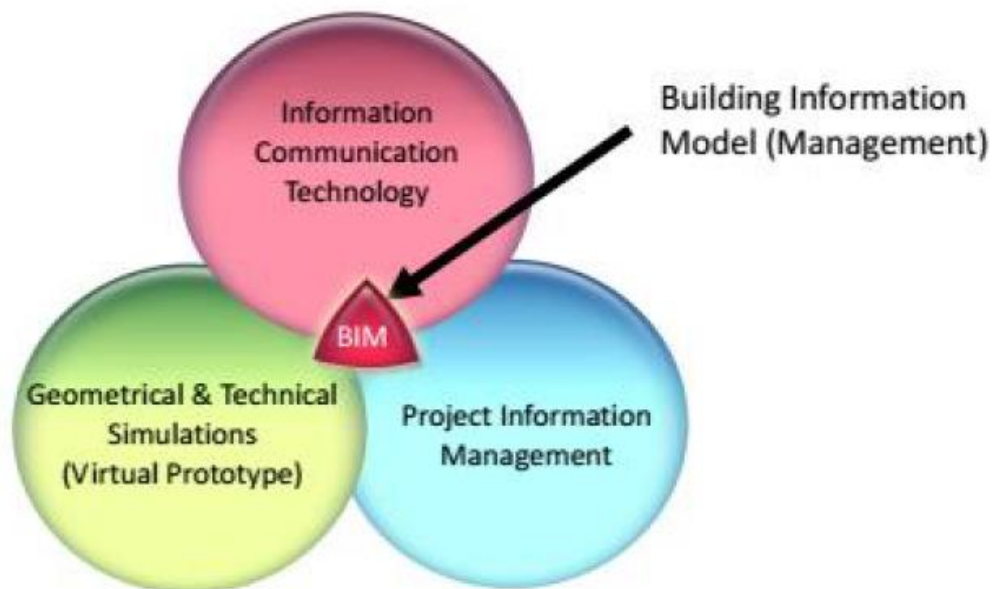 Information
Communication
Technology
Building Information
Model (Management)
BIM
Geometrical & Technical
Simulations
(Virtual Prototype)
Project Information
Management